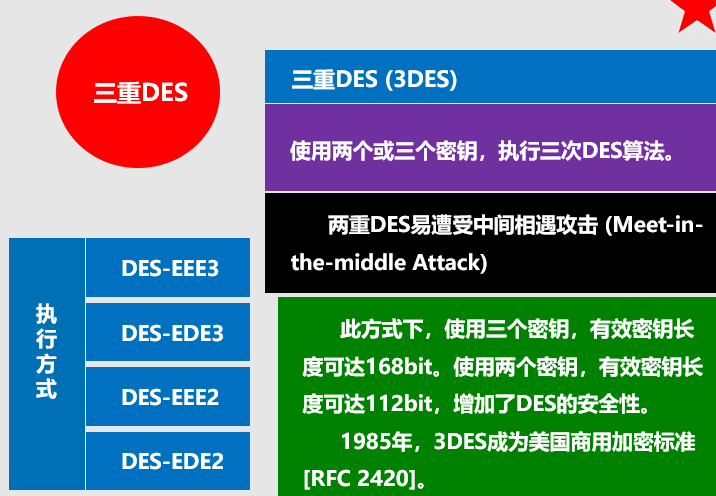 三重DES
三重DES (3DES)
使用两个或三个密钥，执行三次DES算法。
两重DES易遭受中间相遇攻击 (Meet-in-
the-middle Attack)
执行方式
DES-EEE3
DES-EDE3
DES-EEE2
DES-EDE2
此方式下，使用三个密钥，有效密钥长
度可达168bit。使用两个密钥，有效密钥长
度可达112bit，增加了DES的安全性。
1985年，3DES成为美国商用加密标准
[RFC 2420]。